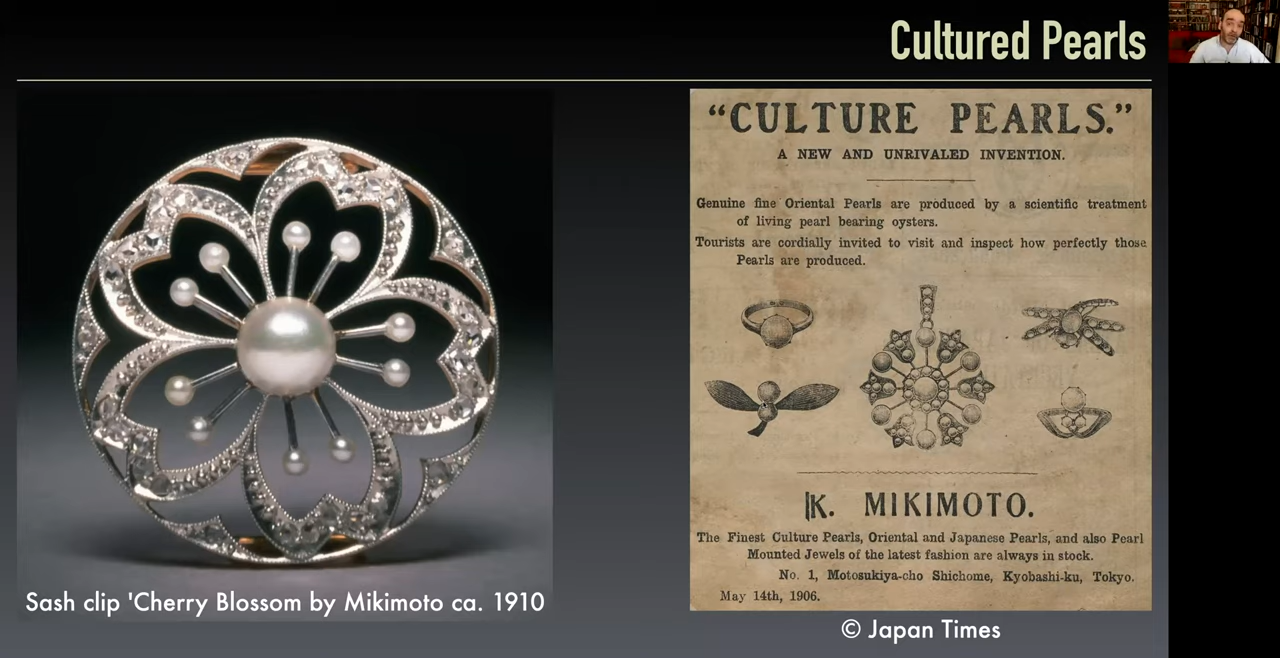 Cultured Pearls
"CULTURE PEARLS."
A NEW AND UNRIVALED INVENTION.
Genuine fine Oriental Pearls are produced by a scientific treatment
of living pearl bearing oysters.
Tourists are cordially invited to visit and inspect how perfectly those
Pearls are produced.
K. MIKIMOTO.
The Finest Culture Pearls, Oriental and Japanese Pearls, and also Pearl
Mounted Jewels of the latest fashion are always in stock.
No. 1, Motosukiya-cho Shichome, Kyobashi-ku, Tokyo.
May 14th, 1906.
Sash clip 'Cherry Blossom by Mikimoto ca. 1910
© Japan Times